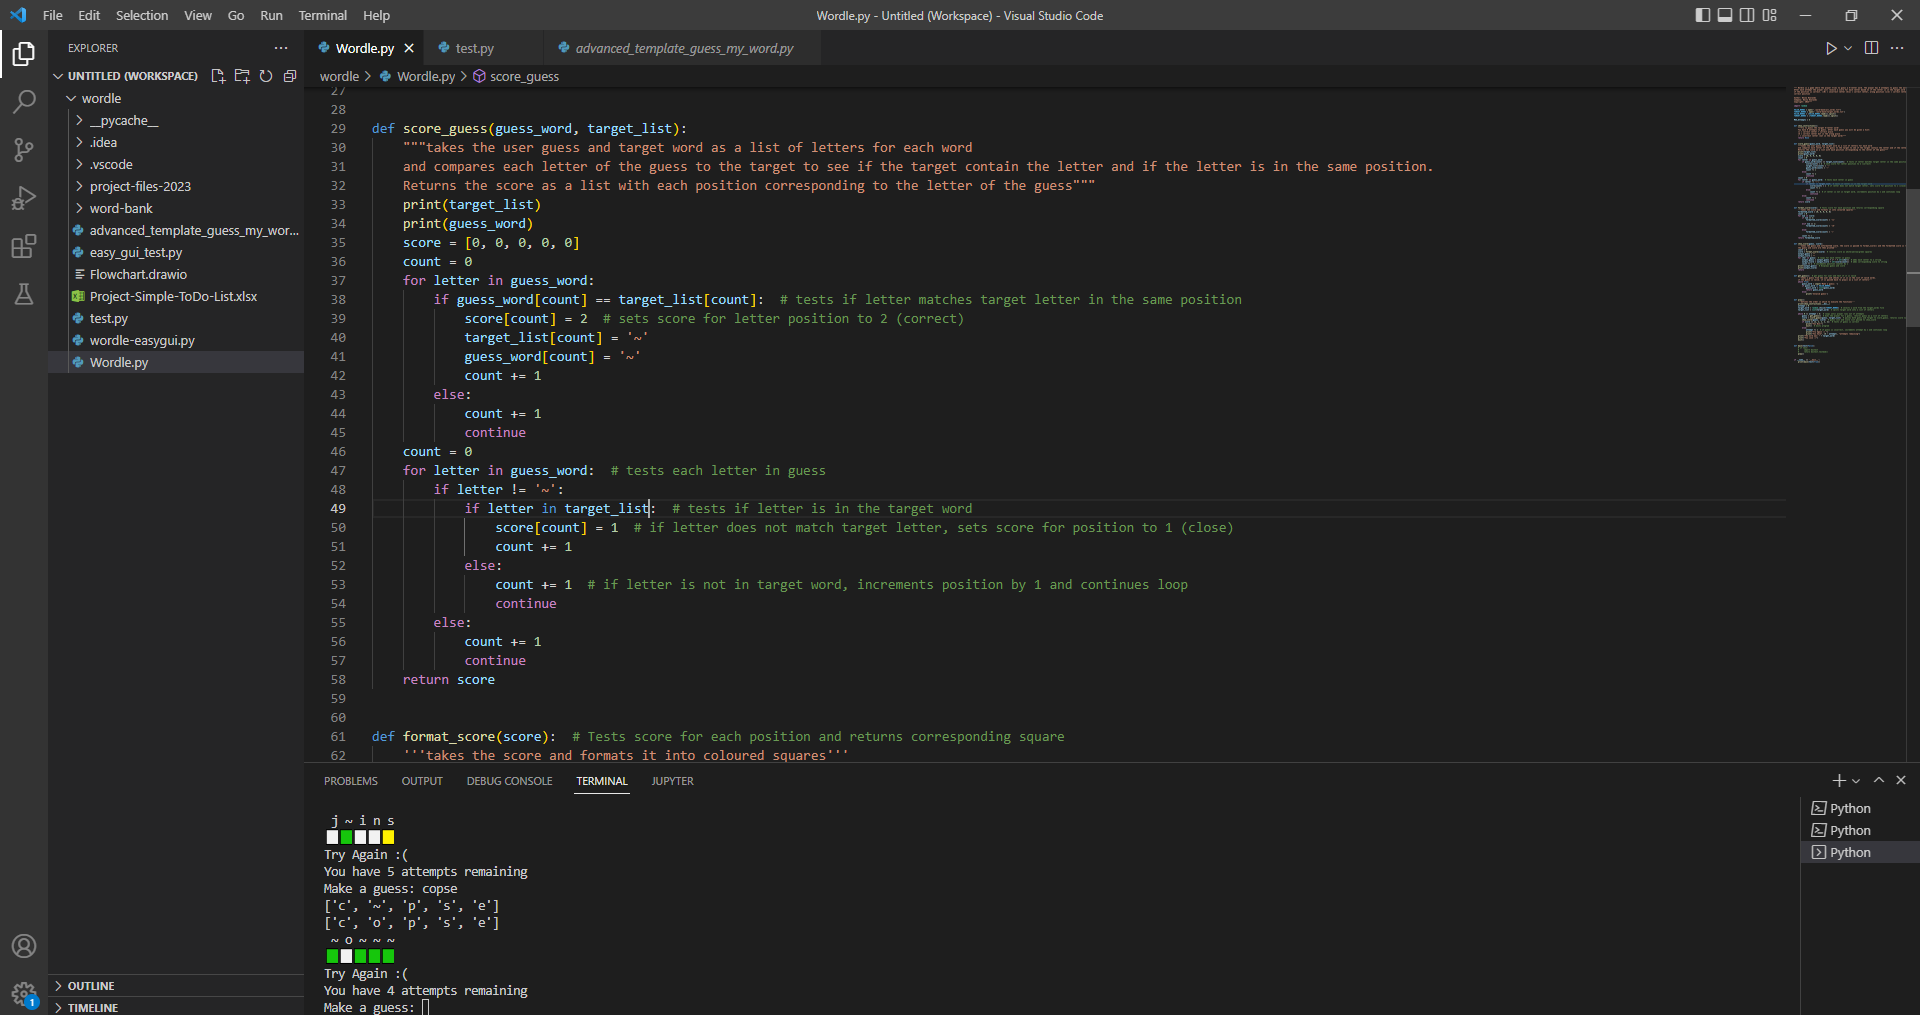 File Edit Selection View Go Run Terminal Help
Wordle.py - Untitled (Workspace) - Visual Studio Code
EXPLORER
UNTITLED (WORKSPACE)
wordle
__pycache__
.idea
.vscode
project-files-2023
word-bank
advanced_template_guess_my_wor...
easy_gui_test.py
Flowchart.drawio
Project-Simple-ToDo-List.xlsx
test.py
wordle-easygui.py
Wordle.py
OUTLINE
TIMELINE
1
Wordle.py test.py advanced_template_guess_my_word.py
wordle > Wordle.py > score_guess
27
28
29 def score_guess(guess_word, target_list):
30 """takes the user guess and target word as a list of letters for each word
31 and compares each letter of the guess to the target to see if the target contain the letter and if the letter is in the same position.
32 Returns the score as a list with each position corresponding to the letter of the guess"""
33 print(target_list)
34 print(guess_word)
35 score = [0, 0, 0, 0, 0]
36 count = 0
37 for letter in guess_word:
38 if guess_word[count] == target_list[count]: # tests if letter matches target letter in the same position
39 score[count] = 2 # sets score for letter position to 2 (correct)
40 target_list[count] = '~'
41 guess_word[count] = '~'
42 count += 1
43 else:
44 count += 1
45 continue
46 count = 0
47 for letter in guess_word: # tests each letter in guess
48 if letter != '~':
49 if letter in target_list: # tests if letter is in the target word
50 score[count] = 1 # if letter does not match target letter, sets score for position to 1 (close)
51 count += 1
52 else:
53 count += 1 # if letter is not in target word, increments position by 1 and continues loop
54 continue
55 else:
56 count += 1
57 continue
58 return score
59
60
61 def format_score(score): # Tests score for each position and returns corresponding square
62 '''takes the score and formats it into coloured squares'''
PROBLEMS OUTPUT DEBUG CONSOLE TERMINAL JUPYTER
j ~ i n s
Try Again :(
You have 5 attempts remaining
Make a guess: copse
['c', '~', 'p', 's', 'e']
['c', 'o', 'p', 's', 'e']
~ o ~ ~ ~
Try Again :(
You have 4 attempts remaining
Make a guess:
Python
Python
Python